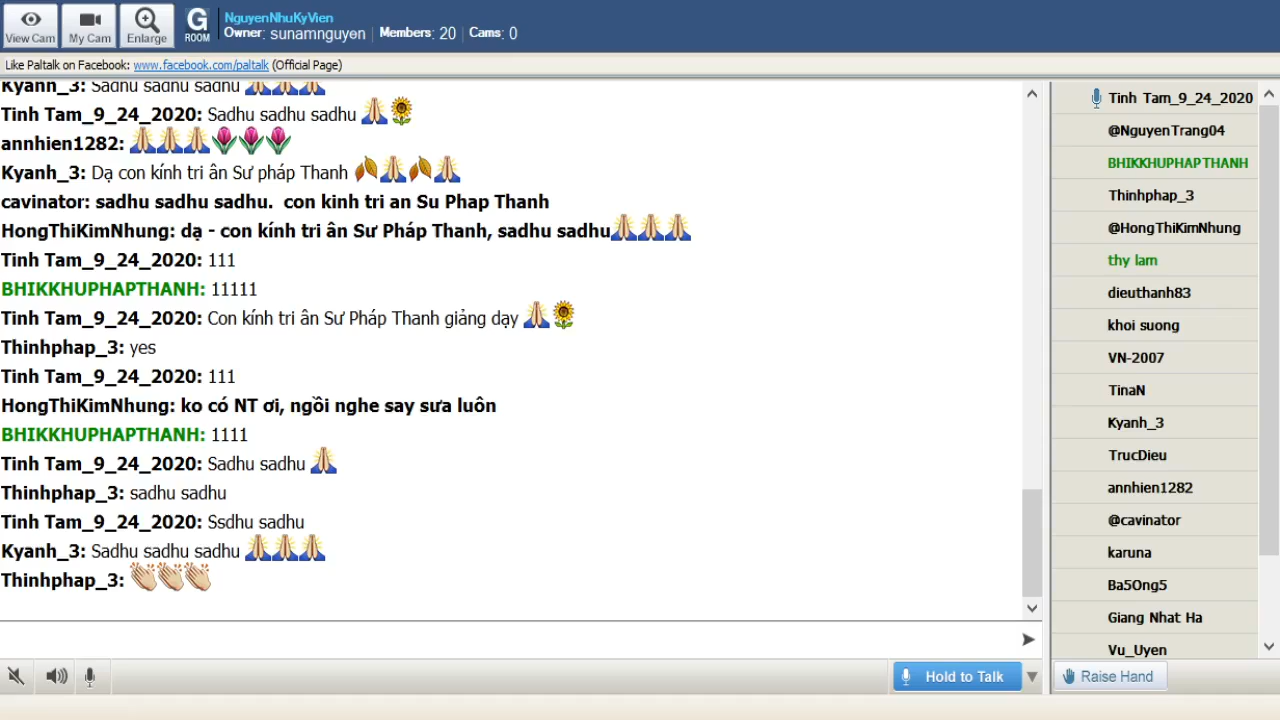 View Cam
My Cam
Enlarge
G
ROOM
NguyenNhuKyVien
Owner: sunamnguyen | Members: 20 | Cams: 0
Like Paltalk on Facebook: www.facebook.com/paltalk (Official Page)
Kyanh_3: Sadhu sadhu sadhu 🙏🙏🙏
Tinh Tam_9_24_2020: Sadhu sadhu sadhu 🙏🌻
annhien1282: 🙏🙏🙏🌷🌷🌷
Kyanh_3: Dạ con kính tri ân Sư pháp Thanh 🍂🙏🍂🙏
cavinator: sadhu sadhu sadhu.  con kinh tri an Su Phap Thanh
HongThiKimNhung: dạ - con kính tri ân Sư Pháp Thanh, sadhu sadhu🙏🙏🙏
Tinh Tam_9_24_2020: 111
BHIKKHUPHAPTHANH: 11111
Tinh Tam_9_24_2020: Con kính tri ân Sư Pháp Thanh giảng dạy 🙏🌻
Thinhphap_3: yes
Tinh Tam_9_24_2020: 111
HongThiKimNhung: ko có NT ơi, ngồi nghe say sưa luôn
BHIKKHUPHAPTHANH: 1111
Tinh Tam_9_24_2020: Sadhu sadhu 🙏
Thinhphap_3: sadhu sadhu
Tinh Tam_9_24_2020: Ssdhu sadhu
Kyanh_3: Sadhu sadhu sadhu 🙏🙏🙏
Thinhphap_3: 👏👏👏
Hold to Talk
Tinh Tam_9_24_2020
@NguyenTrang04
BHIKKHUPHAPTHANH
Thinhphap_3
@HongThiKimNhung
thy lam
dieuthanh83
khoi suong
VN-2007
TinaN
Kyanh_3
TrucDieu
annhien1282
@cavinator
karuna
Ba5Ong5
Giang Nhat Ha
Vu_Uyen
Raise Hand